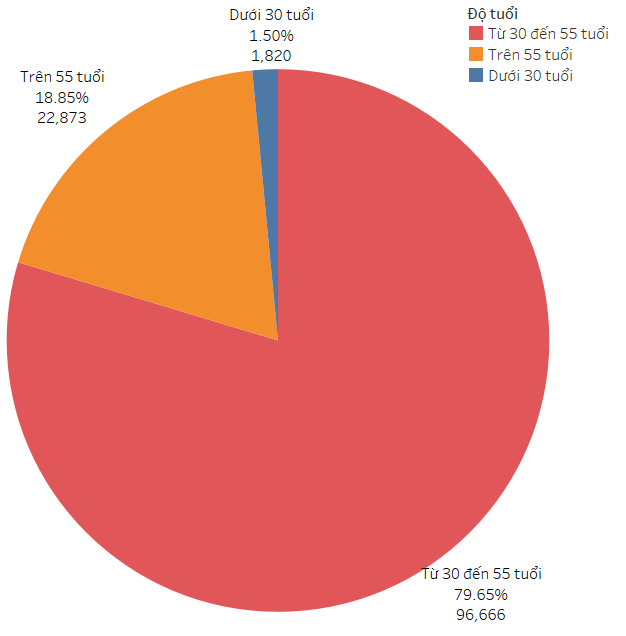 Dưới 30 tuổi
1.50%
1,820
Độ tuổi
Từ 30 đến 55 tuổi
Trên 55 tuổi
Dưới 30 tuổi
Trên 55 tuổi
18.85%
22,873
Từ 30 đến 55 tuổi
79.65%
96,666